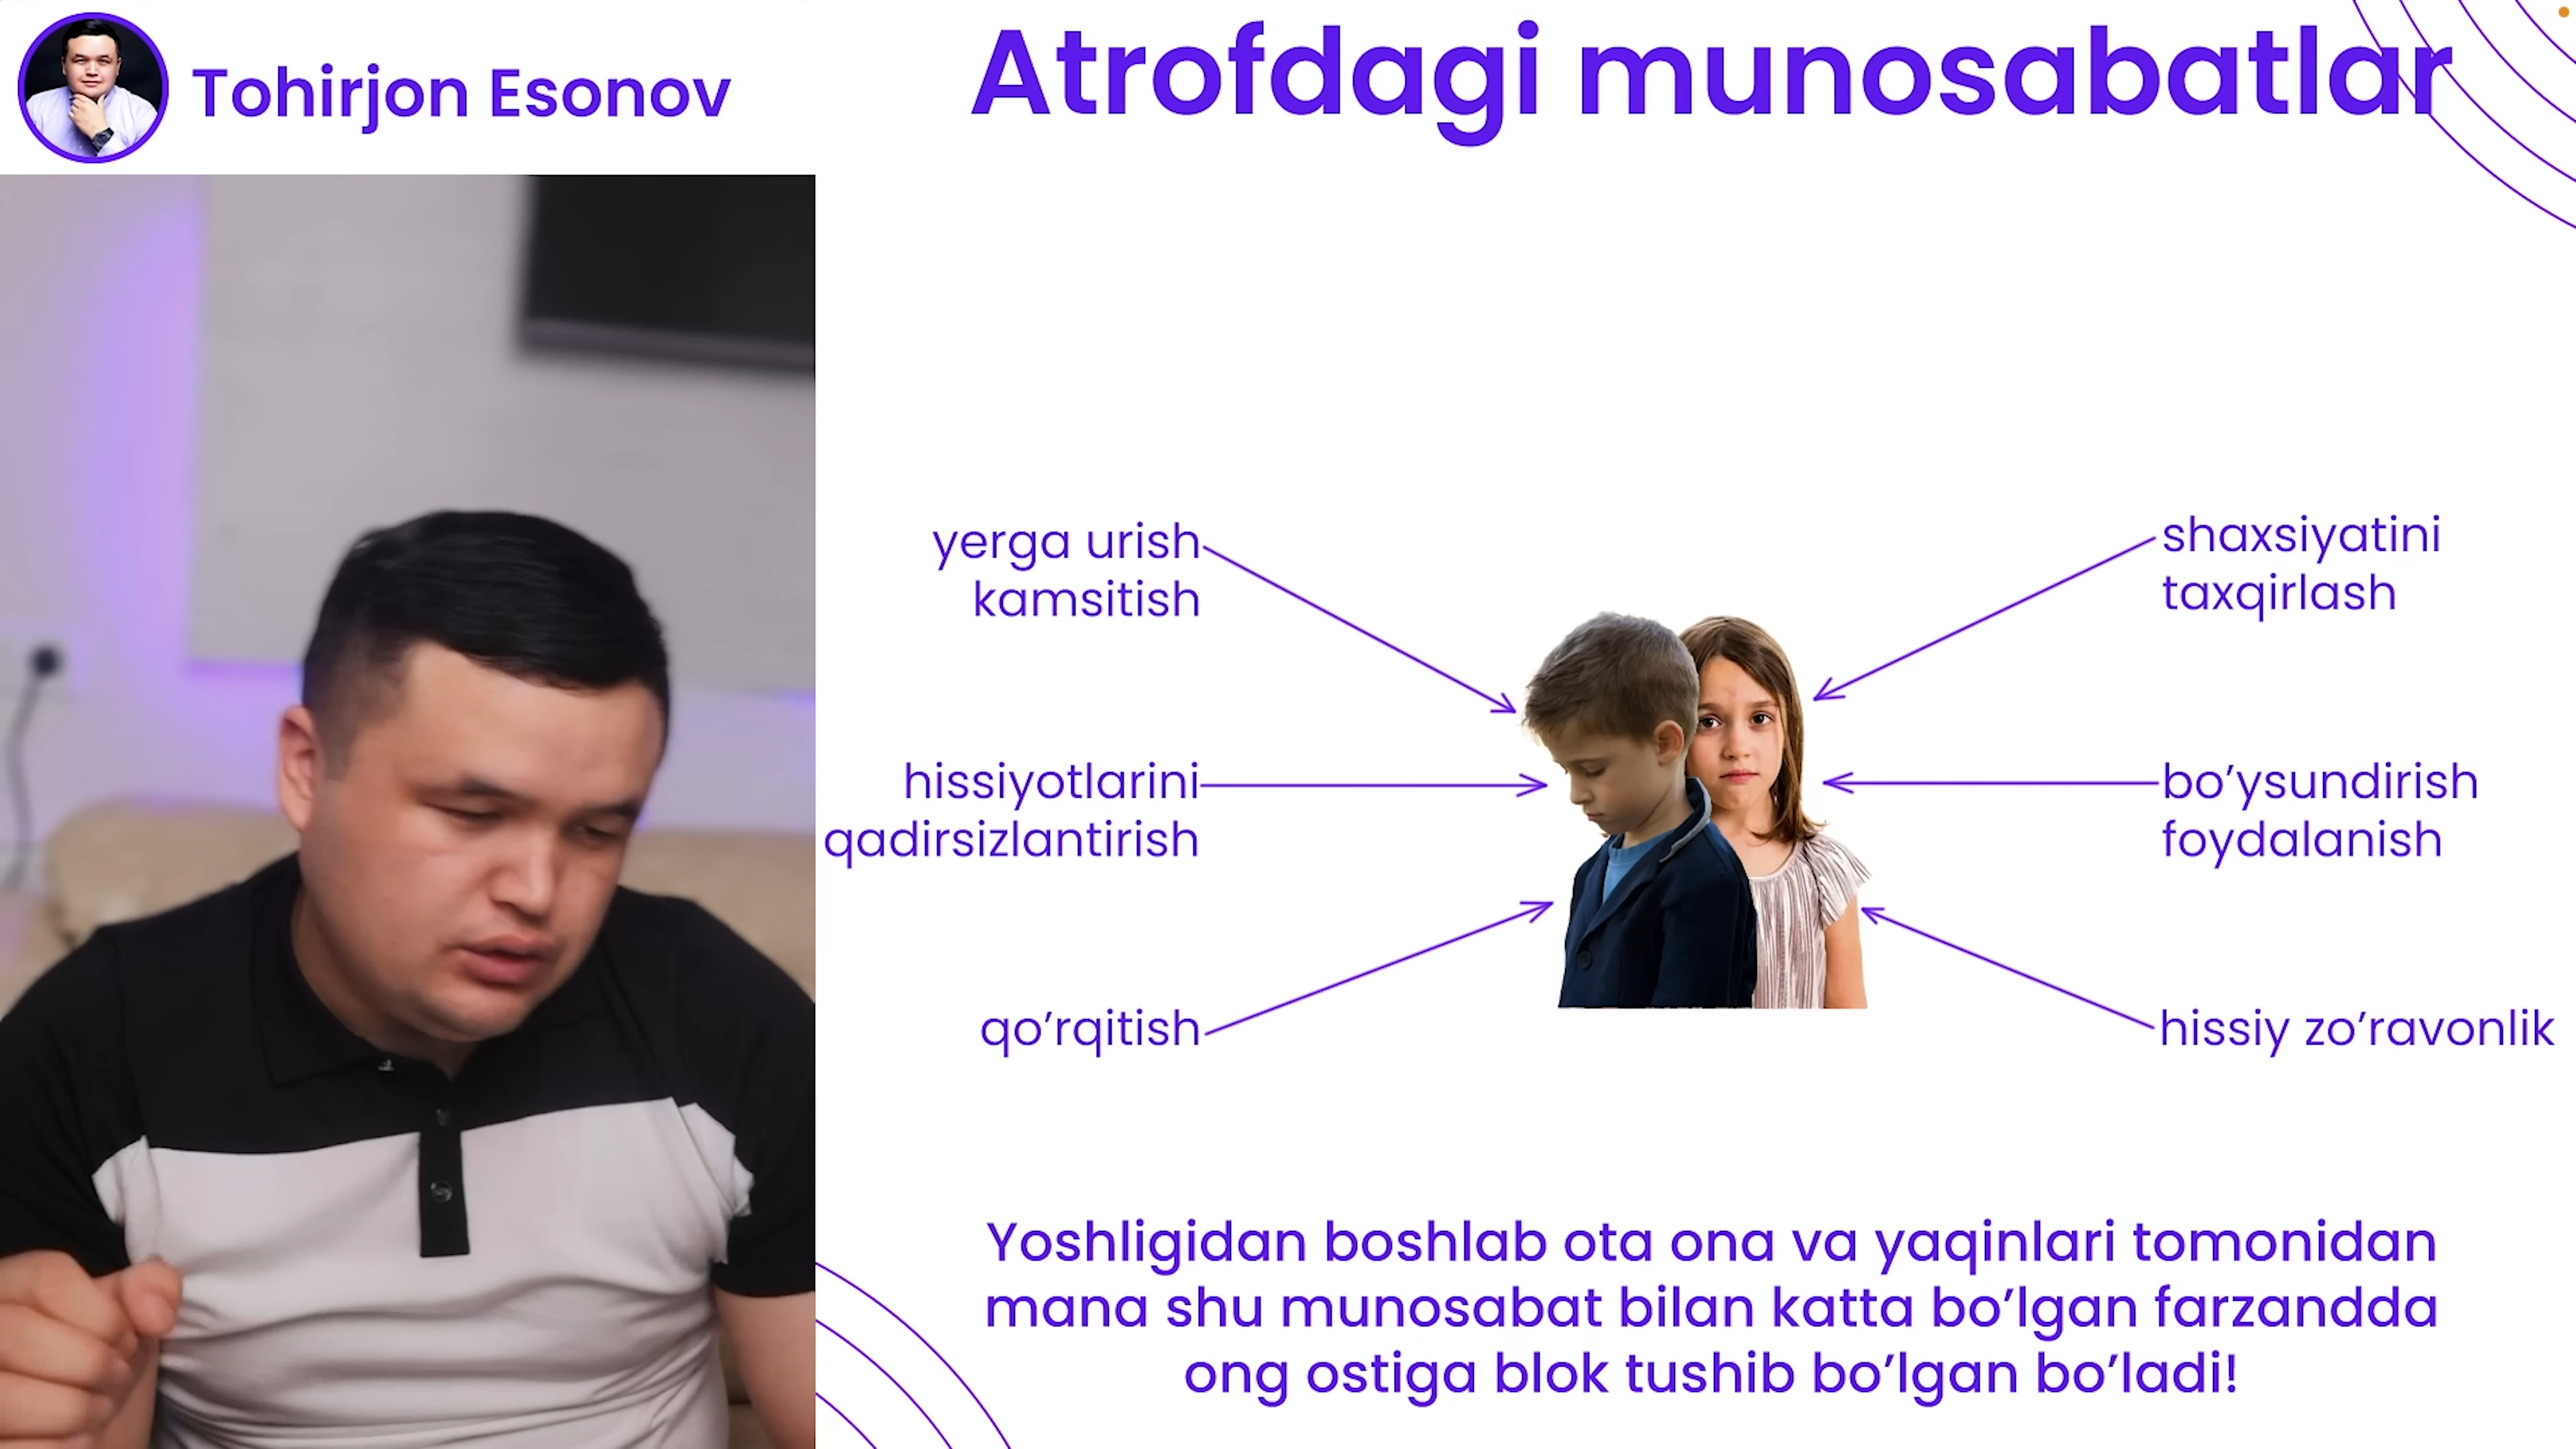 Tohirjon Esonov
Atrofdagi munosabatlar
yerga urish
kamsitish
hissiyotlarini
qadirsizlantirish
qo’rqitish
shaxsiyatini
taxqirlash
bo’ysundirish
foydalanish
hissiy zo’ravonlik
Yoshligidan boshlab ota ona va yaqinlari tomonidan
mana shu munosabat bilan katta bo’lgan farzandda
ong ostiga blok tushib bo’lgan bo’ladi!